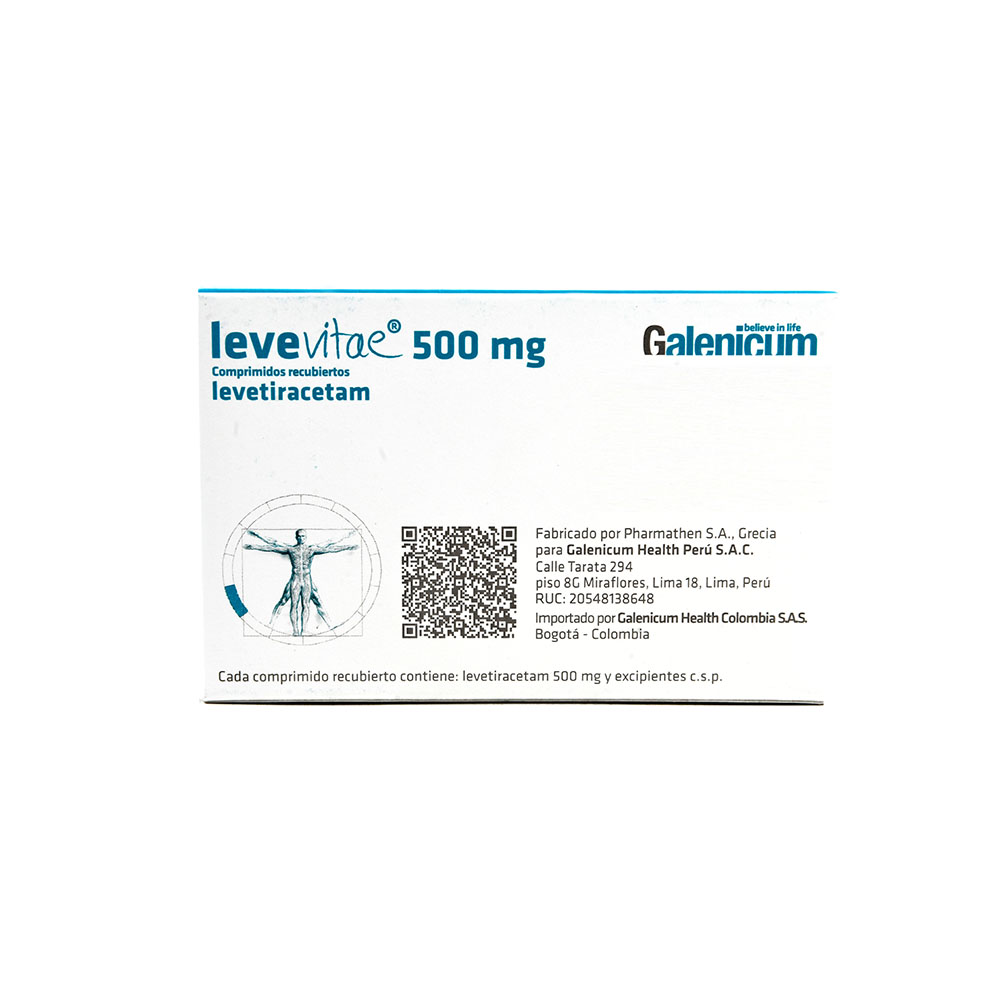 levevitae® 500 mg
Comprimidos recubiertos
levetiracetam
believe in life
Galenicum
Fabricado por Pharmathen S.A., Grecia
para Galenicum Health Perú S.A.C.
Calle Tarata 294
piso 8G Miraflores, Lima 18, Lima, Perú
RUC: 20548138648
Importado por Galenicum Health Colombia S.A.S.
Bogotá - Colombia
Cada comprimido recubierto contiene: levetiracetam 500 mg y excipientes c.s.p.